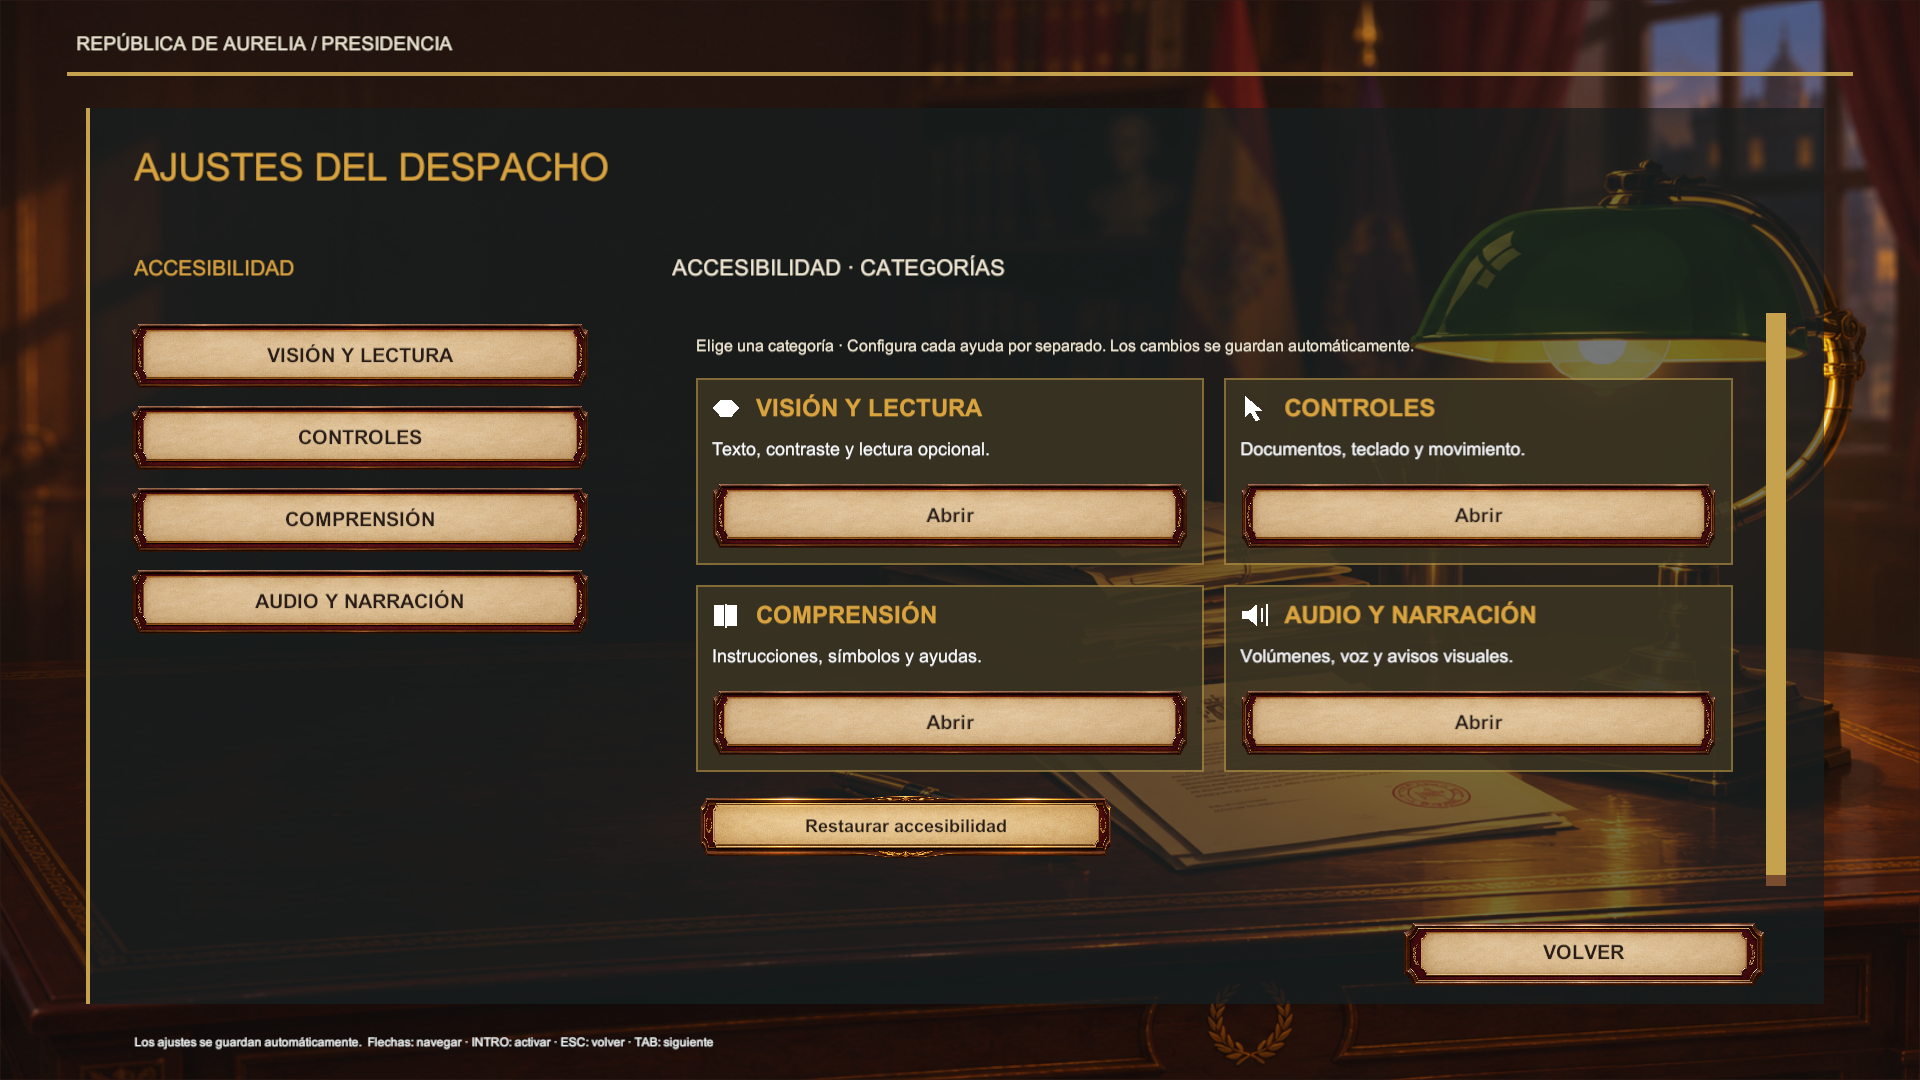 REPÚBLICA DE AURELIA / PRESIDENCIA
AJUSTES DEL DESPACHO
ACCESIBILIDAD
VISIÓN Y LECTURA
CONTROLES
COMPRENSIÓN
AUDIO Y NARRACIÓN
ACCESIBILIDAD · CATEGORÍAS
Elige una categoría · Configura cada ayuda por separado. Los cambios se guardan automáticamente.
VISIÓN Y LECTURA
Texto, contraste y lectura opcional.
Abrir
CONTROLES
Documentos, teclado y movimiento.
Abrir
COMPRENSIÓN
Instrucciones, símbolos y ayudas.
Abrir
AUDIO Y NARRACIÓN
Volúmenes, voz y avisos visuales.
Abrir
Restaurar accesibilidad
VOLVER
Los ajustes se guardan automáticamente. Flechas: navegar · INTRO: activar · ESC: volver · TAB: siguiente